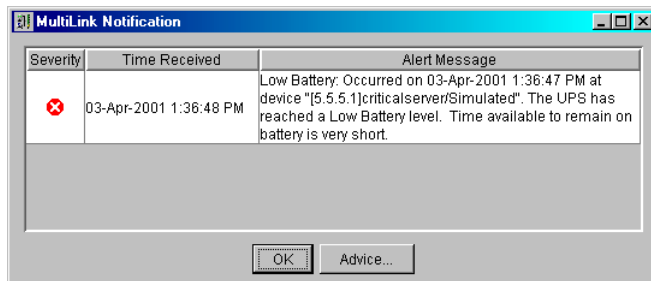 MultiLink Notification
Severity Time Received Alert Message
Low Battery: Occurred on 03-Apr-2001 1:36:47 PM at
03-Apr-2001 1:36:48 PM device "[5.5.5.1]criticalserver/Simulated". The UPS has
reached a Low Battery level. Time available to remain on
battery is very short.
OK Advice...